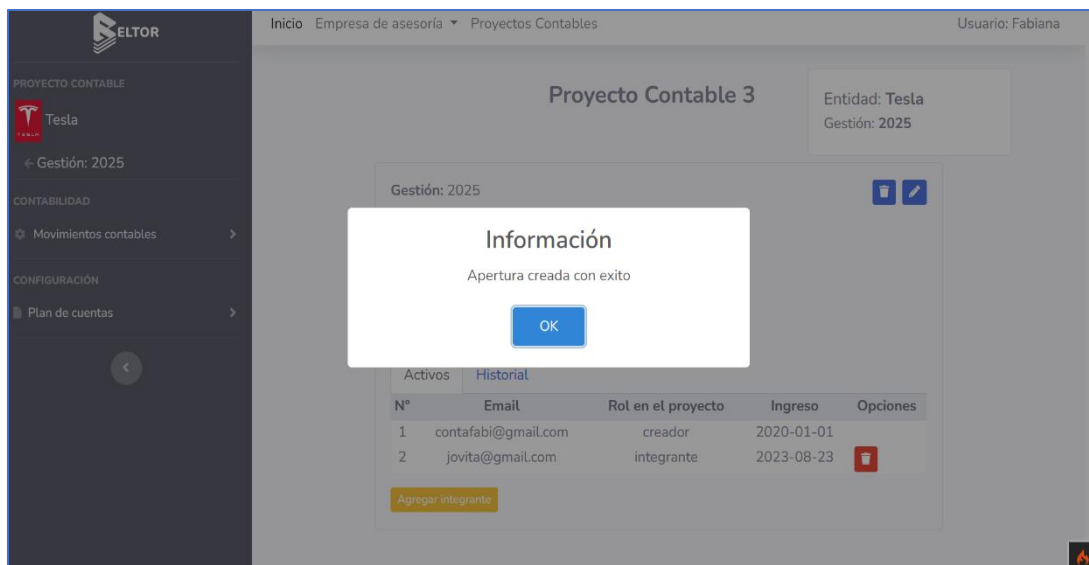 SELTOR
Inicio Empresa de asesoría Proyectos Contables Usuario: Fabiana
PROYECTO CONTABLE
TESLA
Tesla
Gestión: 2025
CONTABILIDAD
Movimientos contables
CONFIGURACIÓN
Plan de cuentas
Proyecto Contable 3
Entidad: Tesla
Gestión: 2025
Gestión: 2025
Información
Apertura creada con exito
OK
Activos Historial
N° Email Rol en el proyecto Ingreso Opciones
1 contafabi@gmail.com creador 2020-01-01
2 jovita@gmail.com integrante 2023-08-23
Agregar integrante